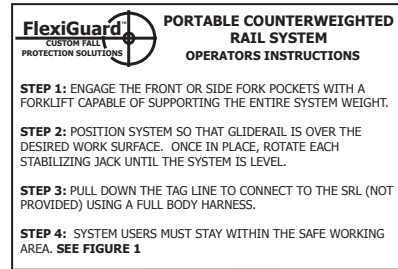 FlexiGuard™
CUSTOM FALL
PROTECTION SOLUTIONS
PORTABLE COUNTERWEIGHTED
RAIL SYSTEM
OPERATORS INSTRUCTIONS
STEP 1: ENGAGE THE FRONT OR SIDE FORK POCKETS WITH A
FORKLIFT CAPABLE OF SUPPORTING THE ENTIRE SYSTEM WEIGHT.
STEP 2: POSITION SYSTEM SO THAT GLIDERAIL IS OVER THE
DESIRED WORK SURFACE. ONCE IN PLACE, ROTATE EACH
STABILIZING JACK UNTIL THE SYSTEM IS LEVEL.
STEP 3: PULL DOWN THE TAG LINE TO CONNECT TO THE SRL (NOT
PROVIDED) USING A FULL BODY HARNESS.
STEP 4: SYSTEM USERS MUST STAY WITHIN THE SAFE WORKING
AREA. SEE FIGURE 1